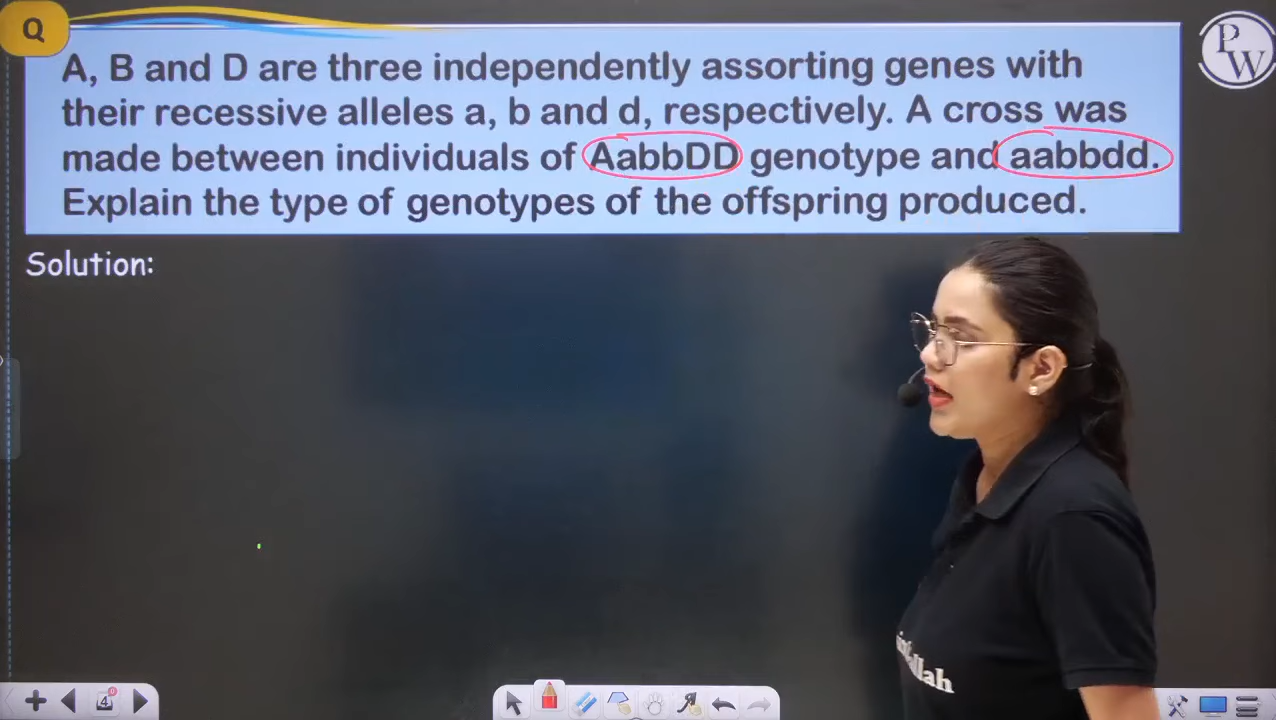 Q
PW
A, B and D are three independently assorting genes with
their recessive alleles a, b and d, respectively. A cross was
made between individuals of AabbDD genotype and aabbdd.
Explain the type of genotypes of the offspring produced.
Solution:
4